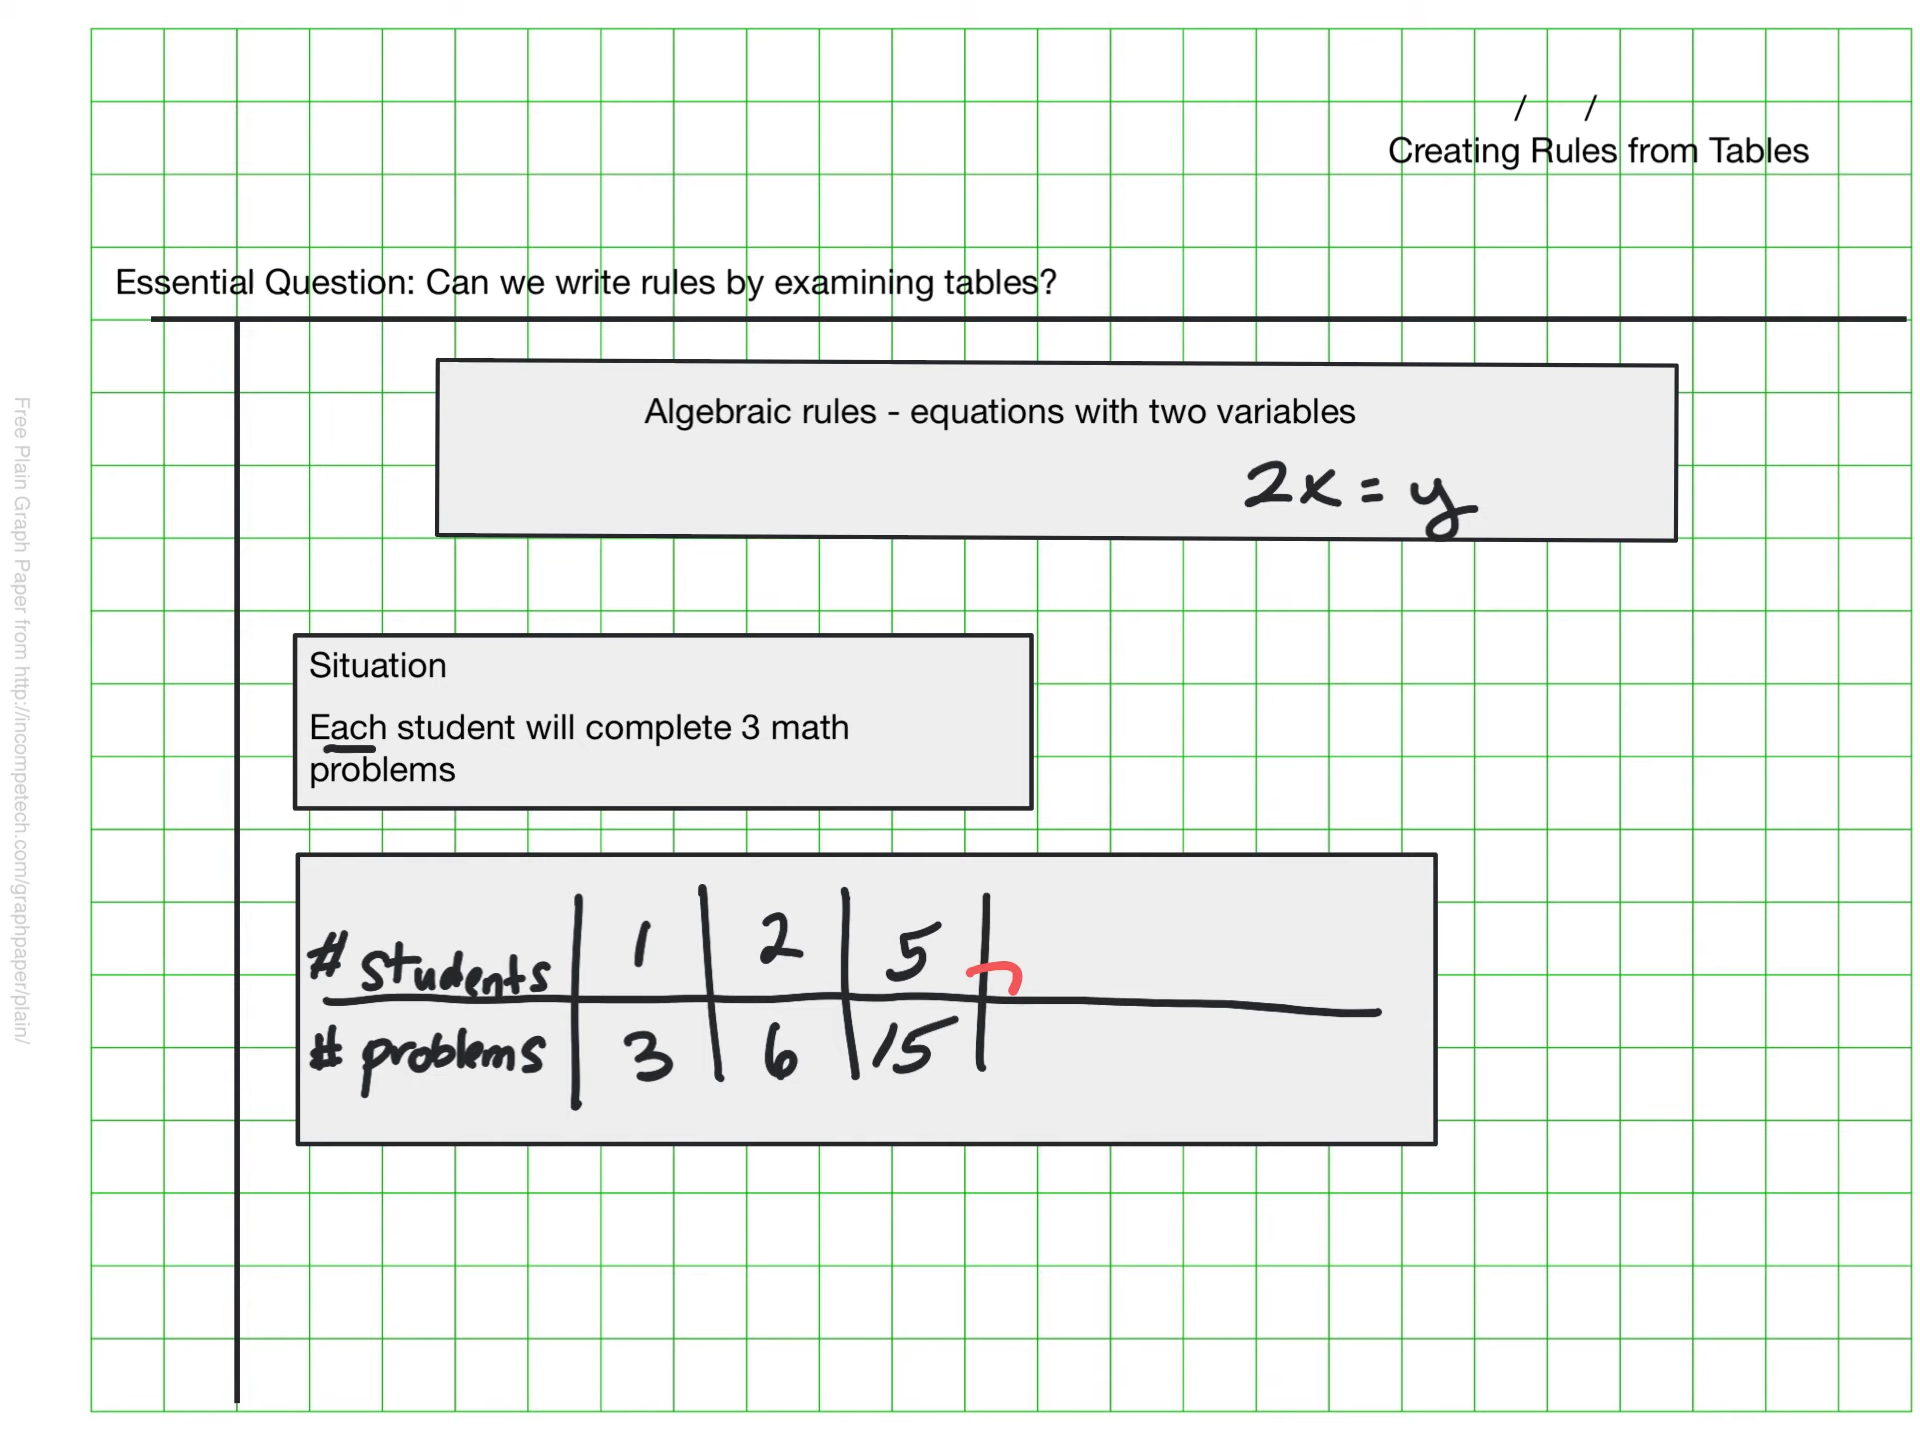 / /
Creating Rules from Tables
Essential Question: Can we write rules by examining tables?
Algebraic rules - equations with two variables
2x = y
Situation
Each student will complete 3 math
problems
# students 1 2 5
# problems 3 6 15
Free Plain Graph Paper from http://incompetech.com/graphpaper/plain/